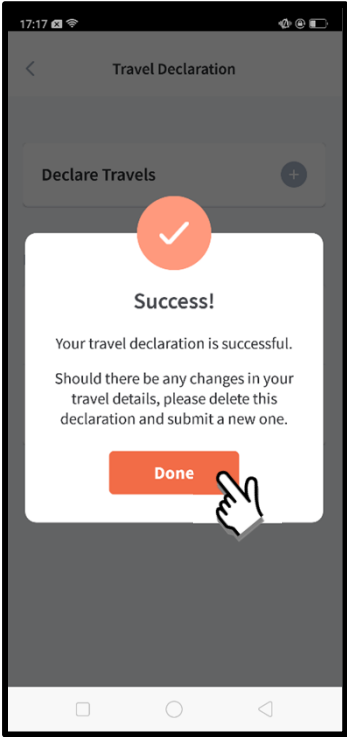 17:17
Travel Declaration
Declare Travels
Success!
Your travel declaration is successful.
Should there be any changes in your
travel details, please delete this
declaration and submit a new one.
Done